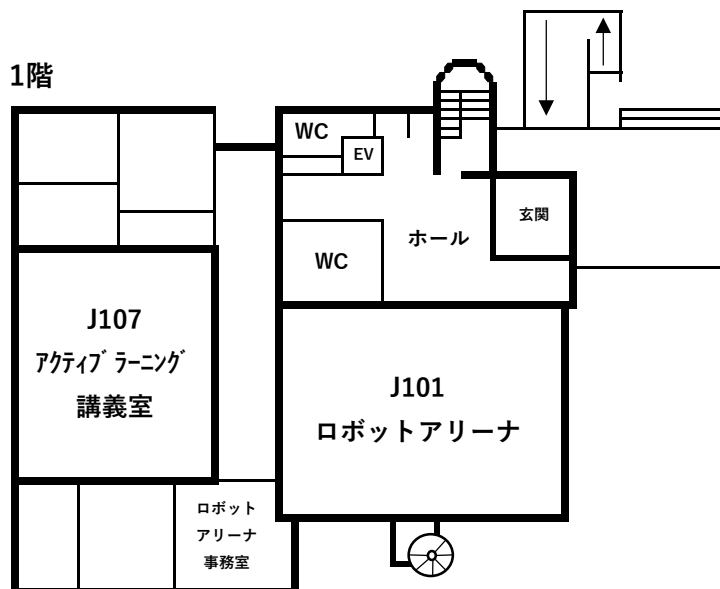 1階
WC
EV
玄関
ホール
WC
J107
ｱｸﾃｨﾌﾞ ﾗｰﾆﾝｸﾞ
講義室
J101
ロボットアリーナ
ロボット
アリーナ
事務室